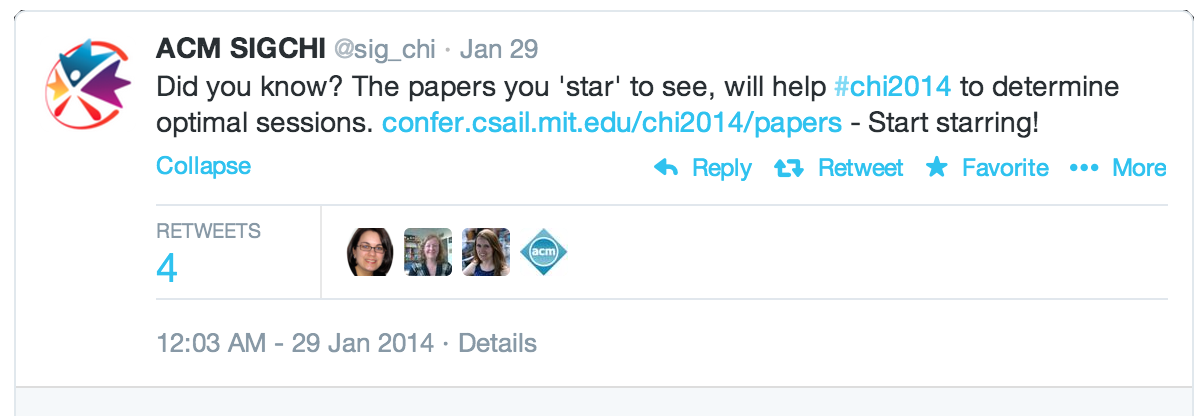 ACM SIGCHI @sig_chi · Jan 29
Did you know? The papers you 'star' to see, will help #chi2014 to determine
optimal sessions. confer.csail.mit.edu/chi2014/papers - Start starring!
Collapse Reply Retweet Favorite ••• More
RETWEETS
4
acm
12:03 AM - 29 Jan 2014 · Details